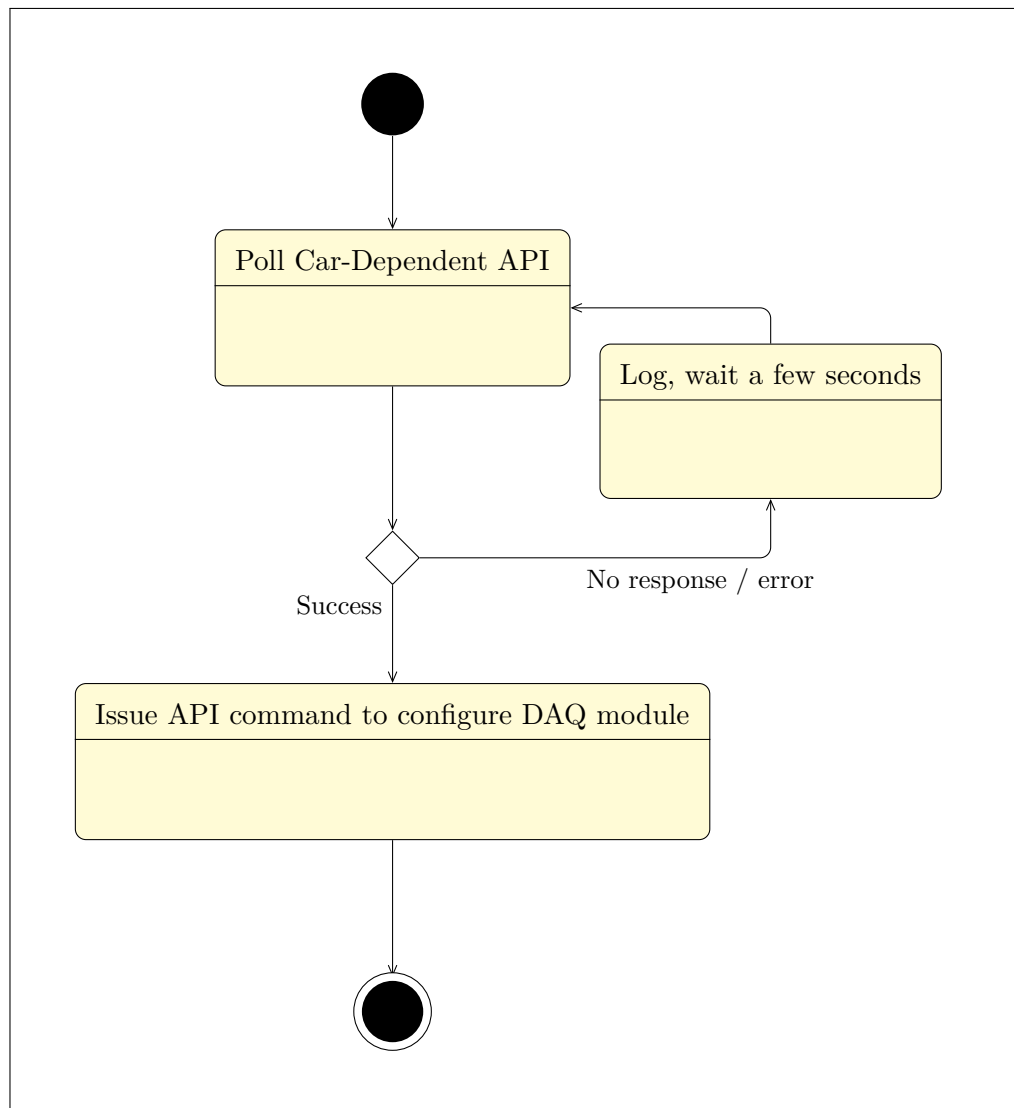 Poll Car-Dependent API
Log, wait a few seconds
No response / error
Success
Issue API command to configure DAQ module